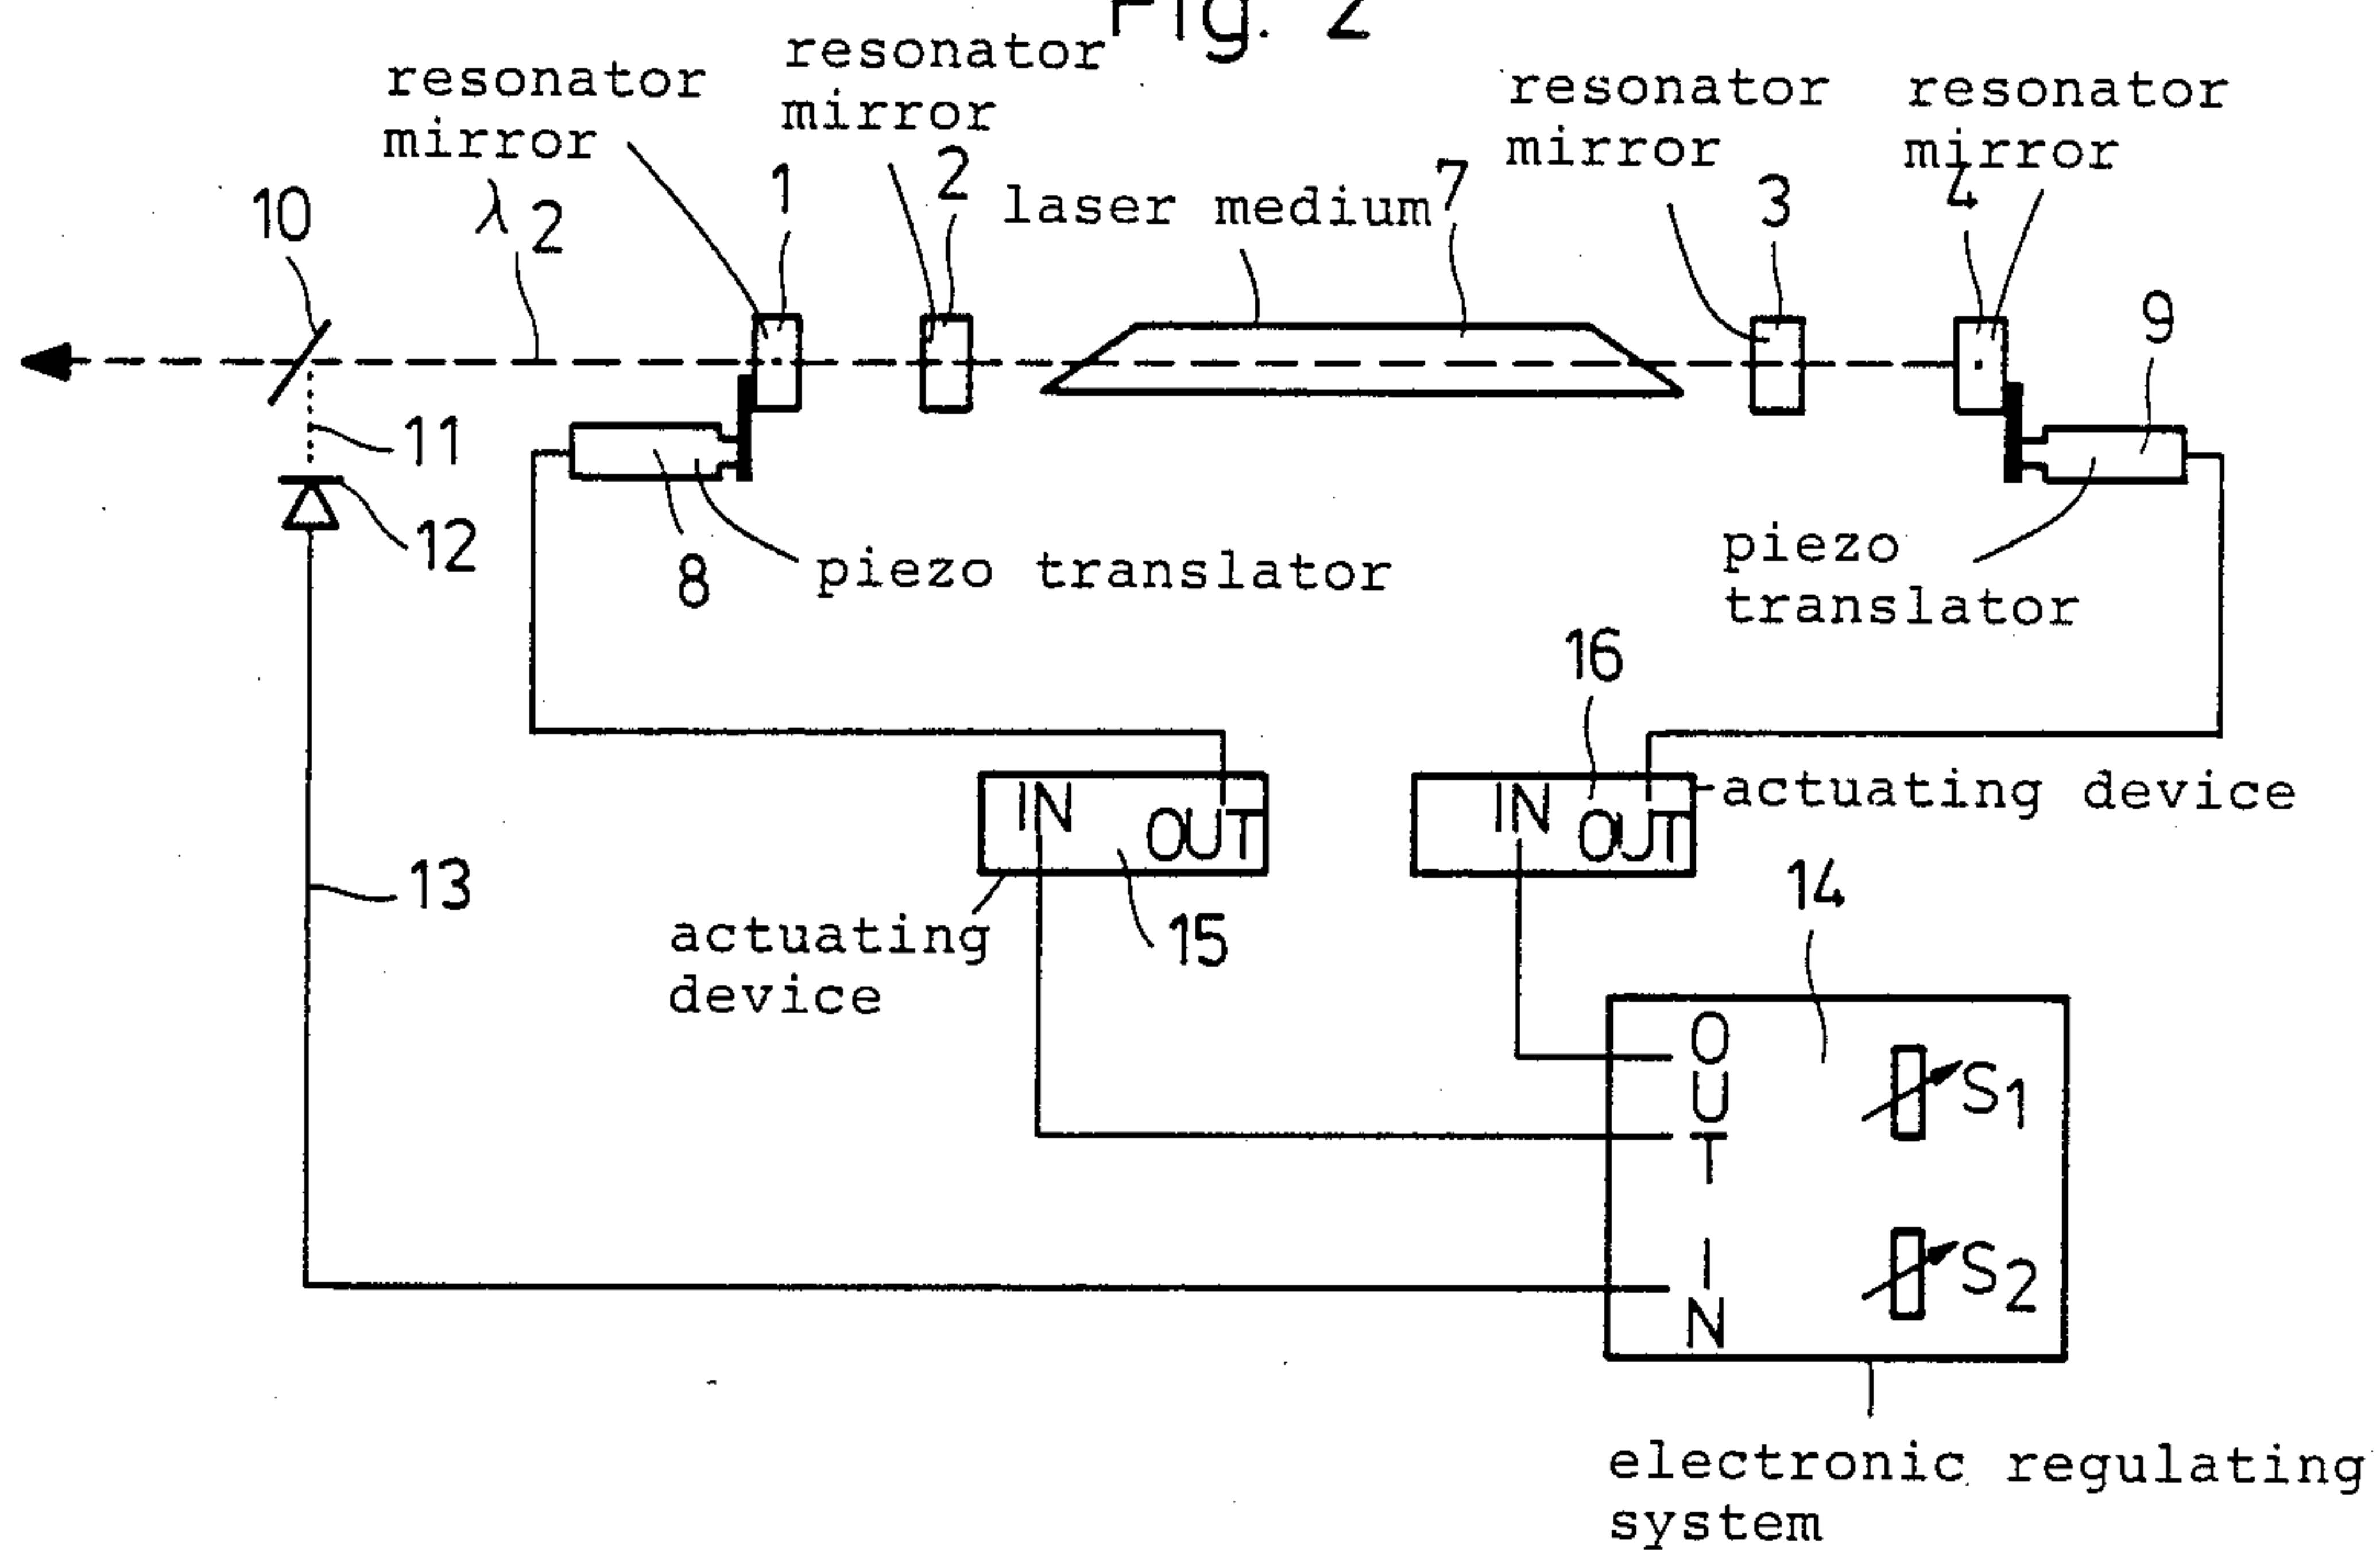 Fig. 2
resonator
mirror
resonator
mirror
resonator
mirror
resonator
mirror
10
λ 2
1
2
laser medium
7
3
4
9
11
12
8
piezo translator
piezo
translator
16
IN
OUT
IN
OUT
actuating device
13
actuating
device
15
14
OUT
S1
IN
S2
electronic regulating
system